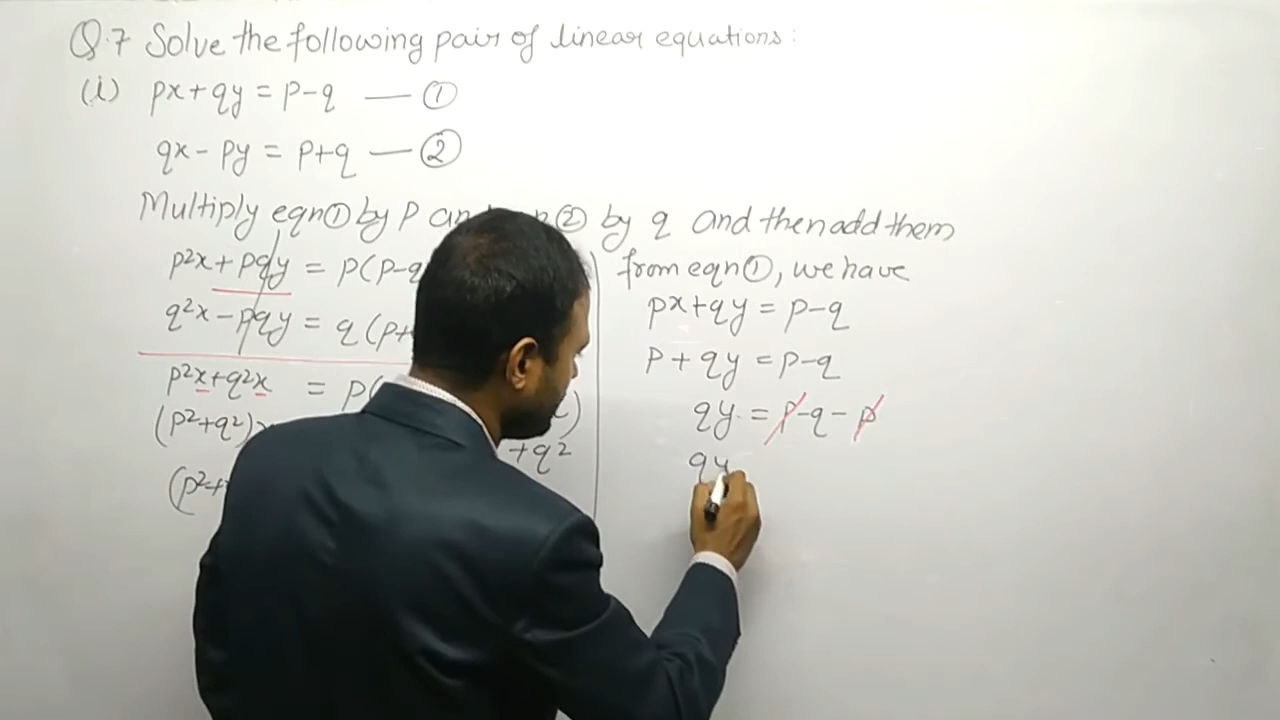 Q.7 Solve the following pair of linear equations:
(i) px + qy = p - q — ①
qx - py = p + q — ②
Multiply eqn① by P ② by q and then add them
p²x + pqy = p(p-q
q²x - pqy = q(p+
p²x + q²x = p(
(p²+q²)
+q²
(p²+
from eqn①, we have
px + qy = p - q
p + qy = p - q
qy = p - q - p
qy